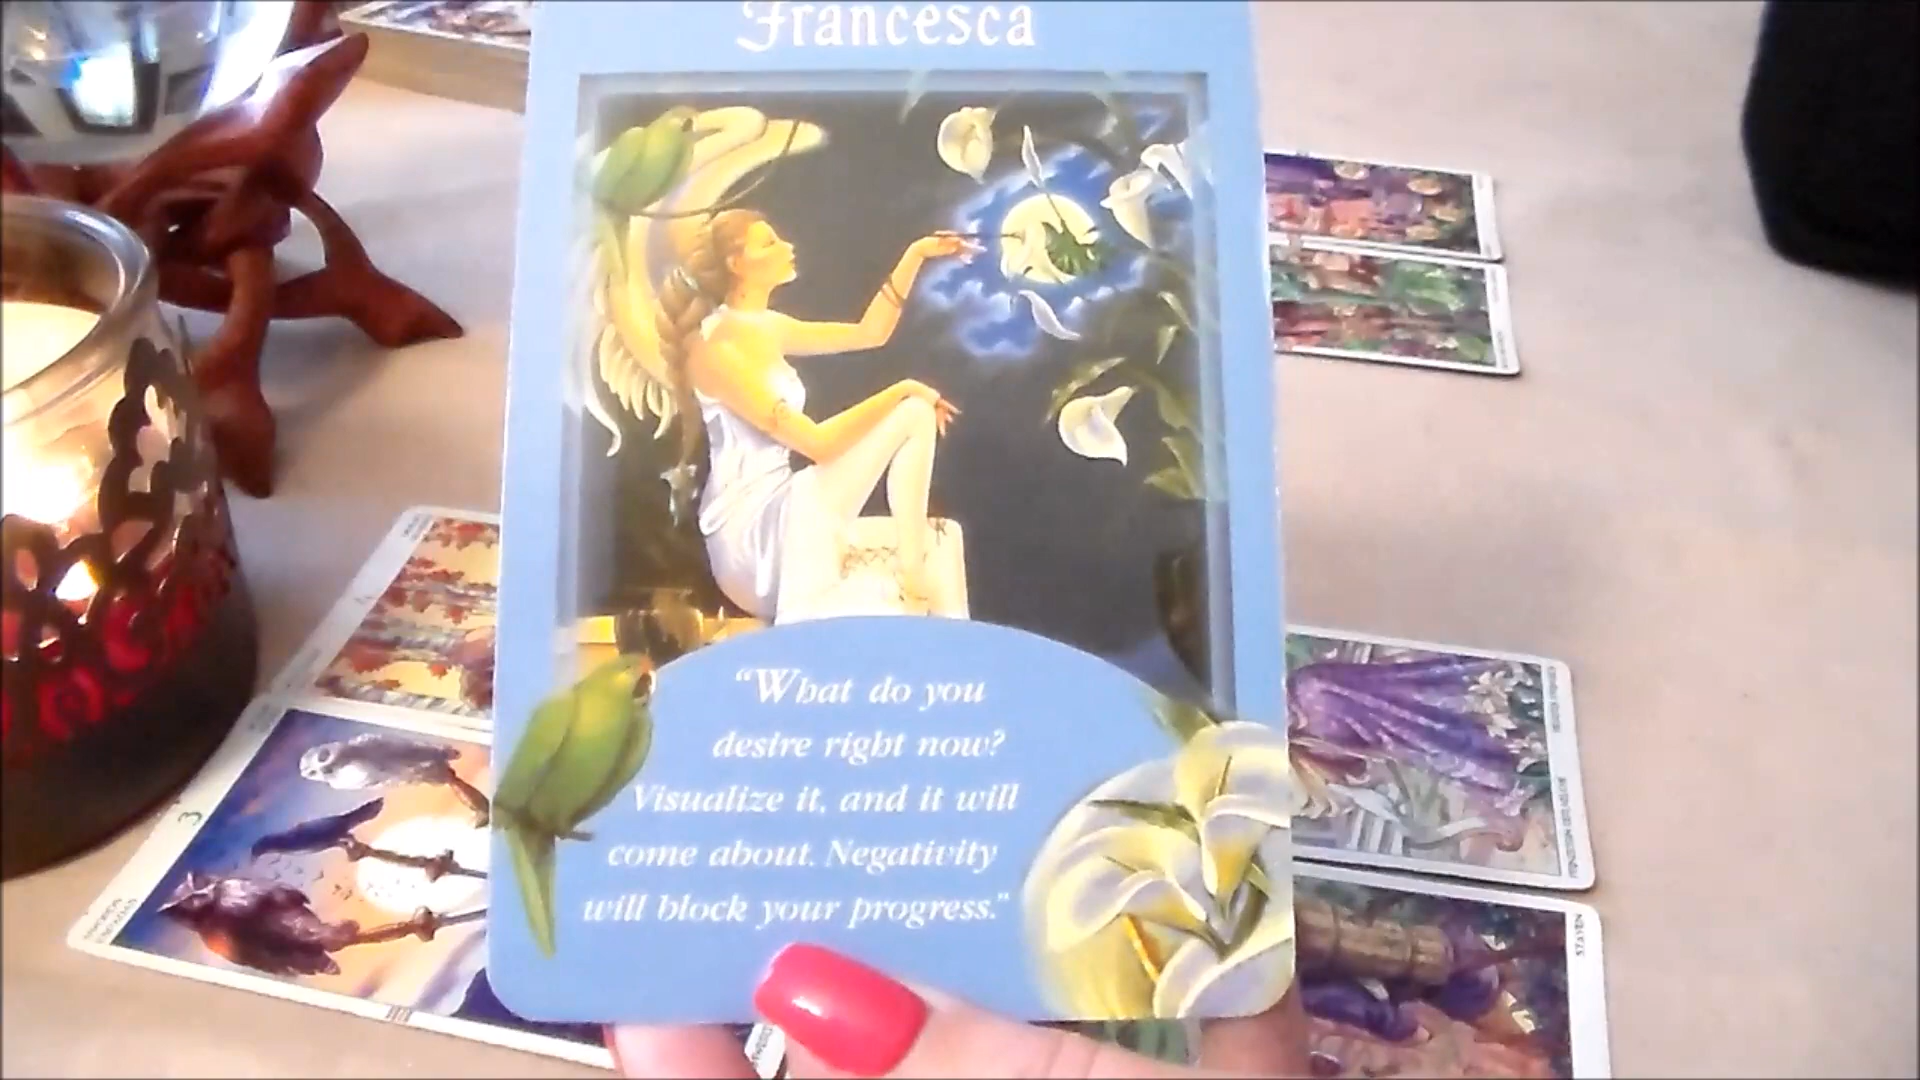 Francesca
"What do you
desire right now?
Visualize it, and it will
come about. Negativity
will block your progress."
3